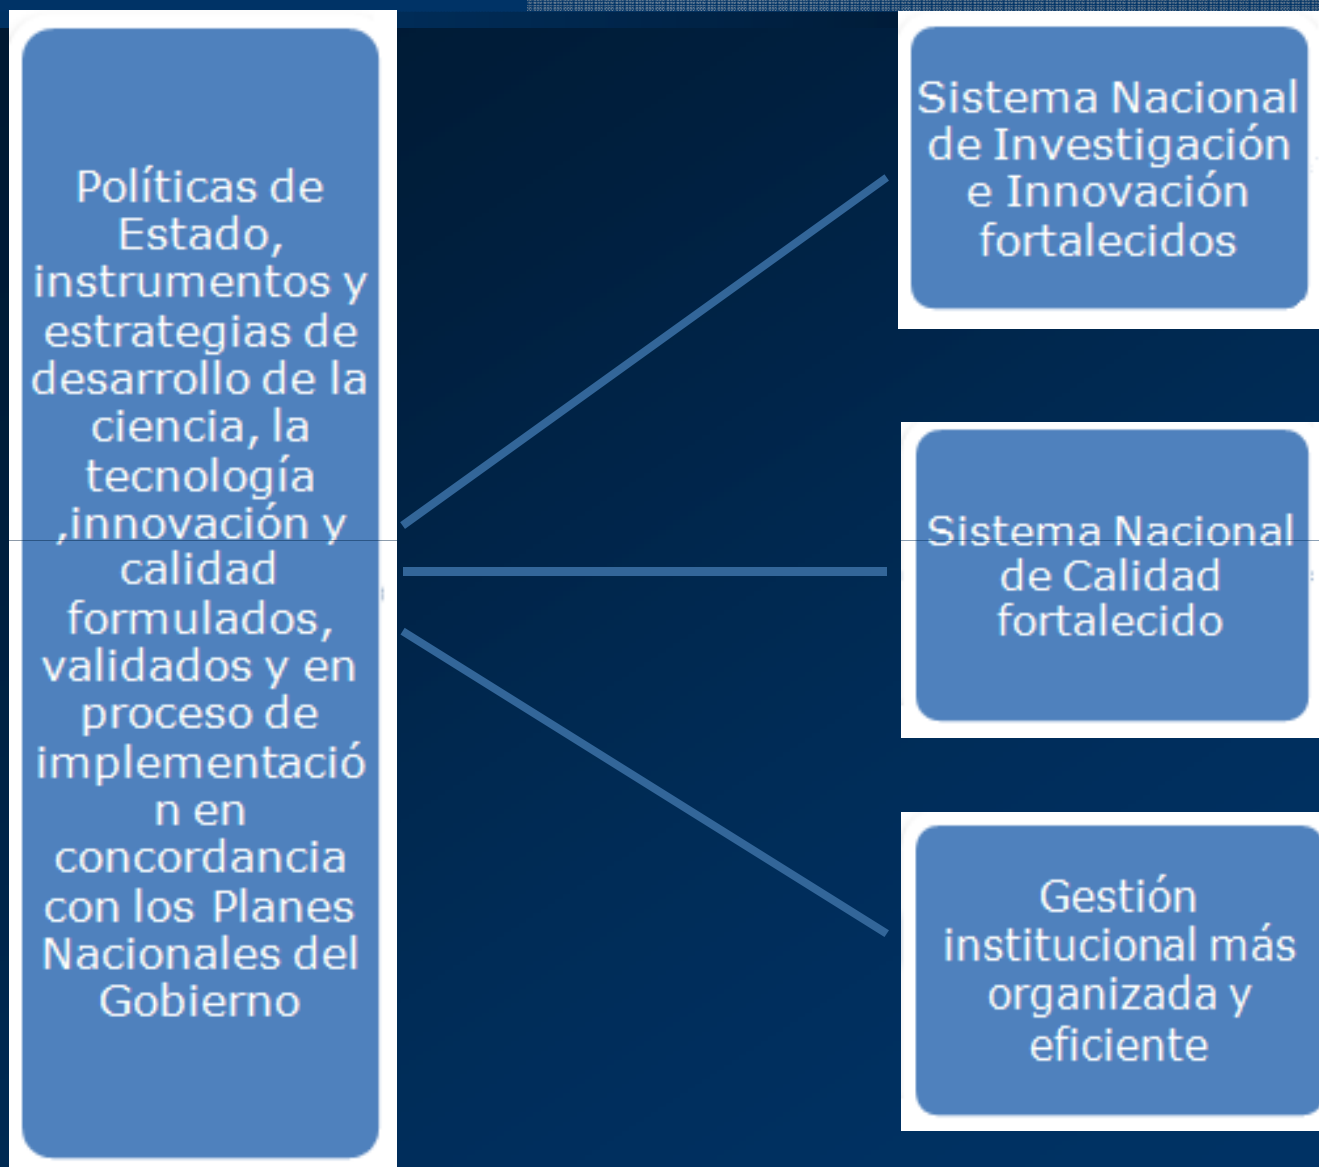 Políticas de
Estado,
instrumentos y
estrategias de
desarrollo de la
ciencia, la
tecnología
,innovación y
calidad
formulados,
validados y en
proceso de
implementació
n en
concordancia
con los Planes
Nacionales del
Gobierno
Sistema Nacional
de Investigación
e Innovación
fortalecidos
Sistema Nacional
de Calidad
fortalecido
Gestión
institucional más
organizada y
eficiente